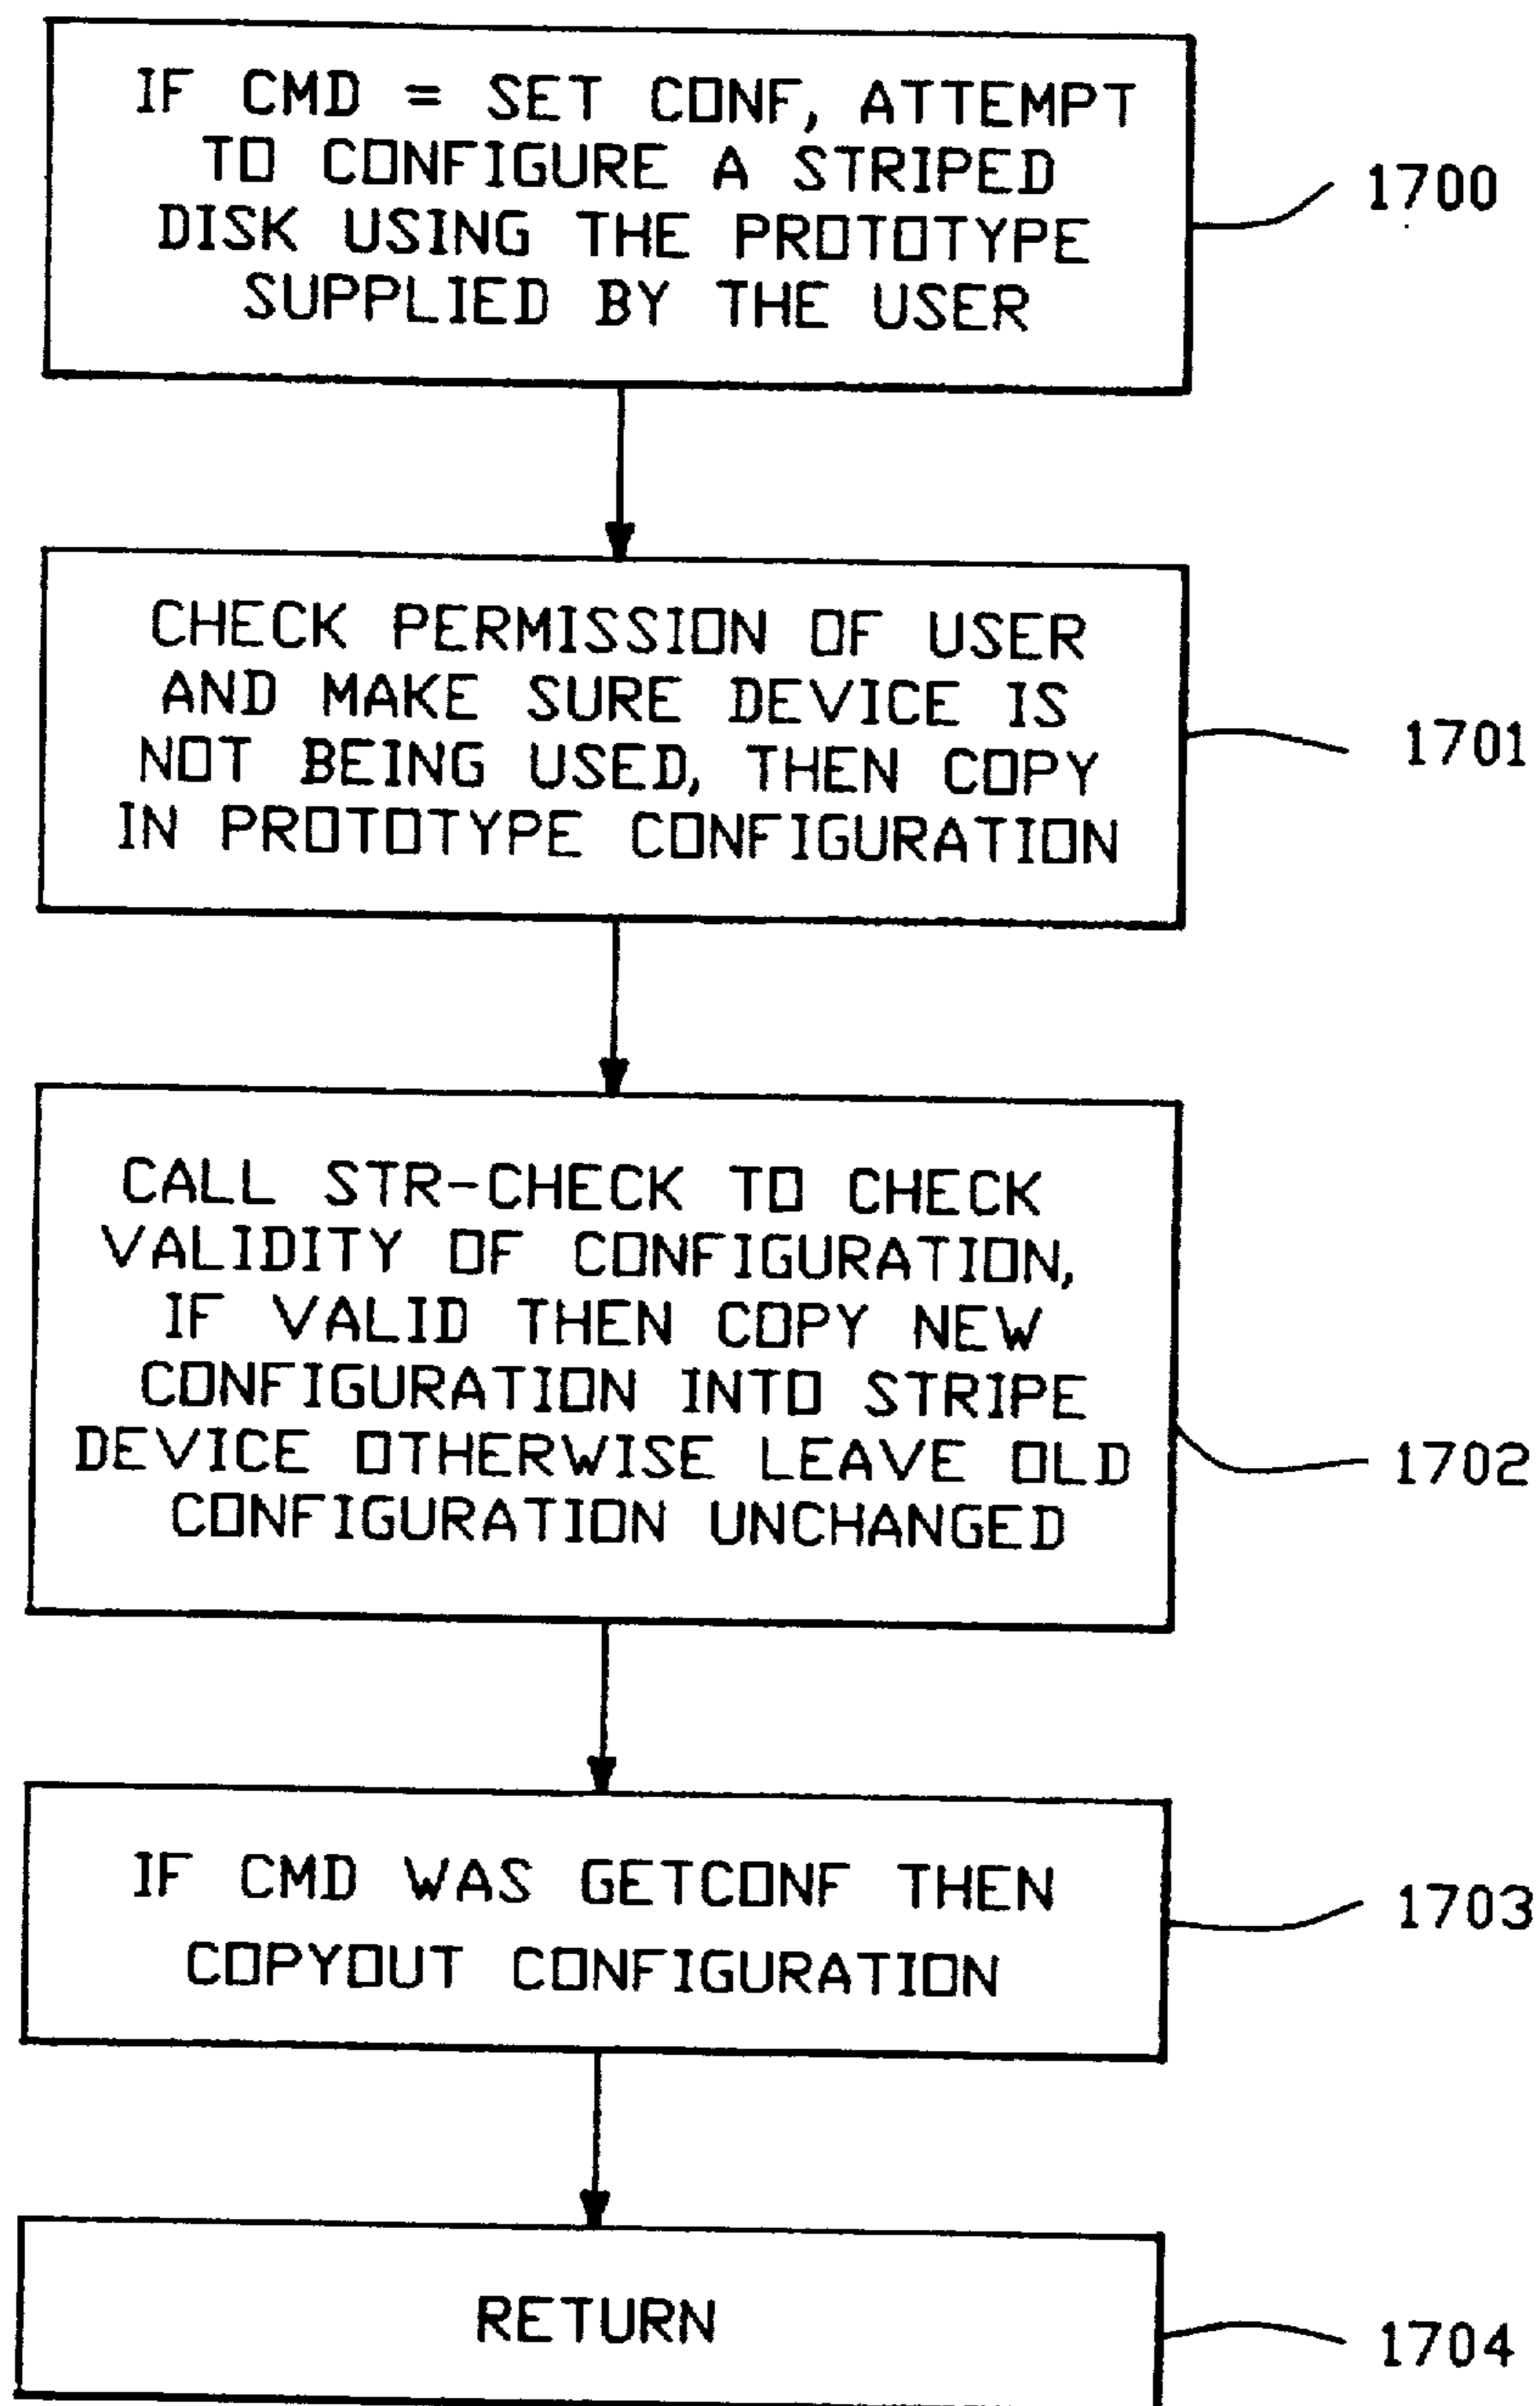 IF CMD = SET CONF, ATTEMPT
TO CONFIGURE A STRIPED
DISK USING THE PROTOTYPE
SUPPLIED BY THE USER
1700
CHECK PERMISSION OF USER
AND MAKE SURE DEVICE IS
NOT BEING USED, THEN COPY
IN PROTOTYPE CONFIGURATION
1701
CALL STR-CHECK TO CHECK
VALIDITY OF CONFIGURATION,
IF VALID THEN COPY NEW
CONFIGURATION INTO STRIPE
DEVICE OTHERWISE LEAVE OLD
CONFIGURATION UNCHANGED
1702
IF CMD WAS GETCONF THEN
COPYOUT CONFIGURATION
1703
RETURN
1704